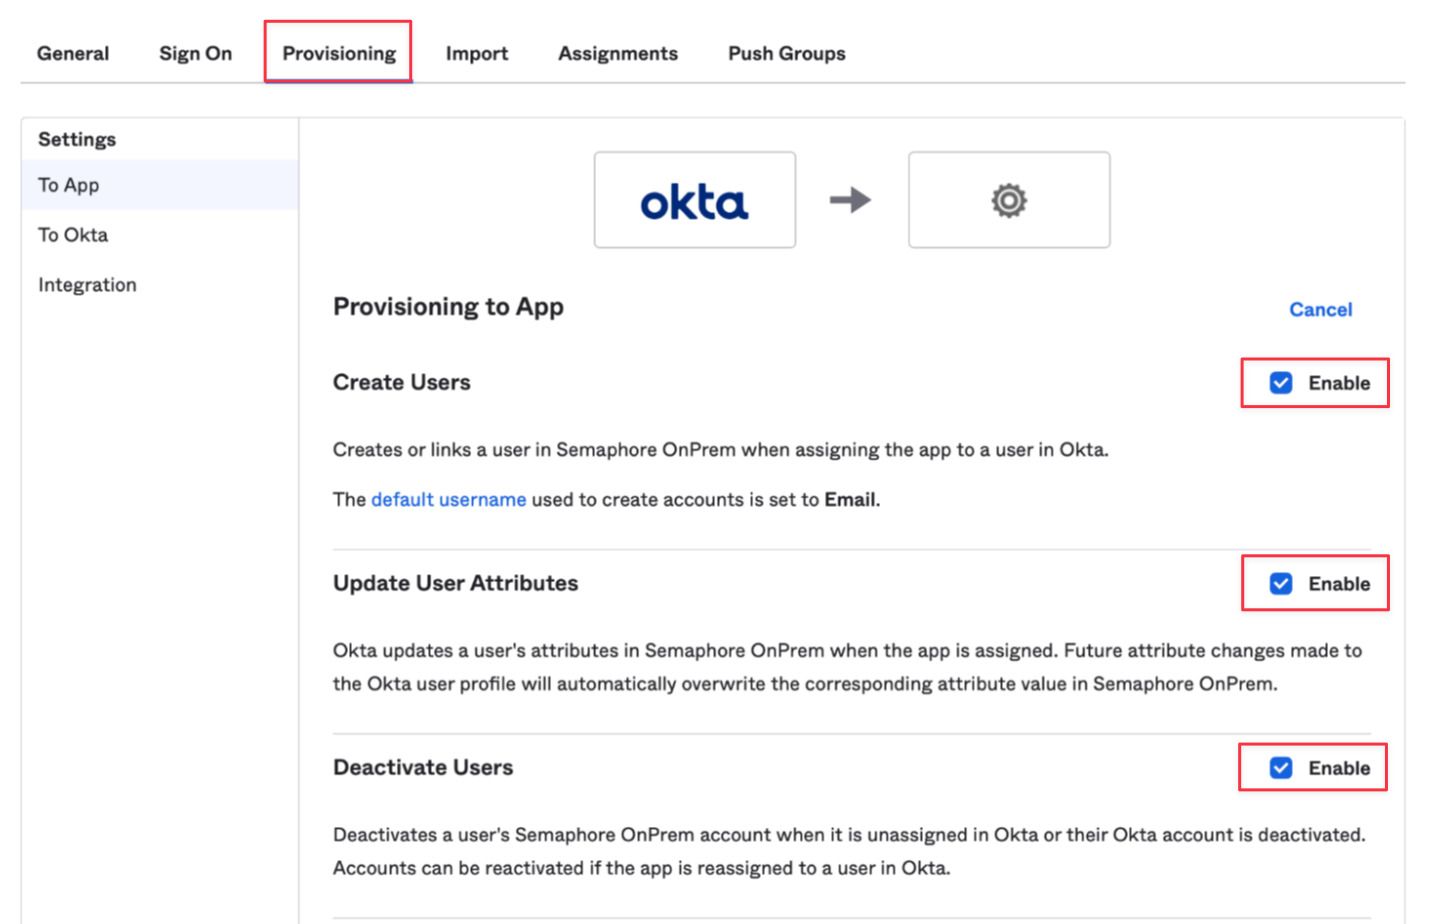 General Sign On Provisioning Import Assignments Push Groups
Settings
To App
To Okta
Integration
okta
Provisioning to App Cancel
Create Users Enable
Creates or links a user in Semaphore OnPrem when assigning the app to a user in Okta.
The default username used to create accounts is set to Email.
Update User Attributes Enable
Okta updates a user's attributes in Semaphore OnPrem when the app is assigned. Future attribute changes made to
the Okta user profile will automatically overwrite the corresponding attribute value in Semaphore OnPrem.
Deactivate Users Enable
Deactivates a user's Semaphore OnPrem account when it is unassigned in Okta or their Okta account is deactivated.
Accounts can be reactivated if the app is reassigned to a user in Okta.